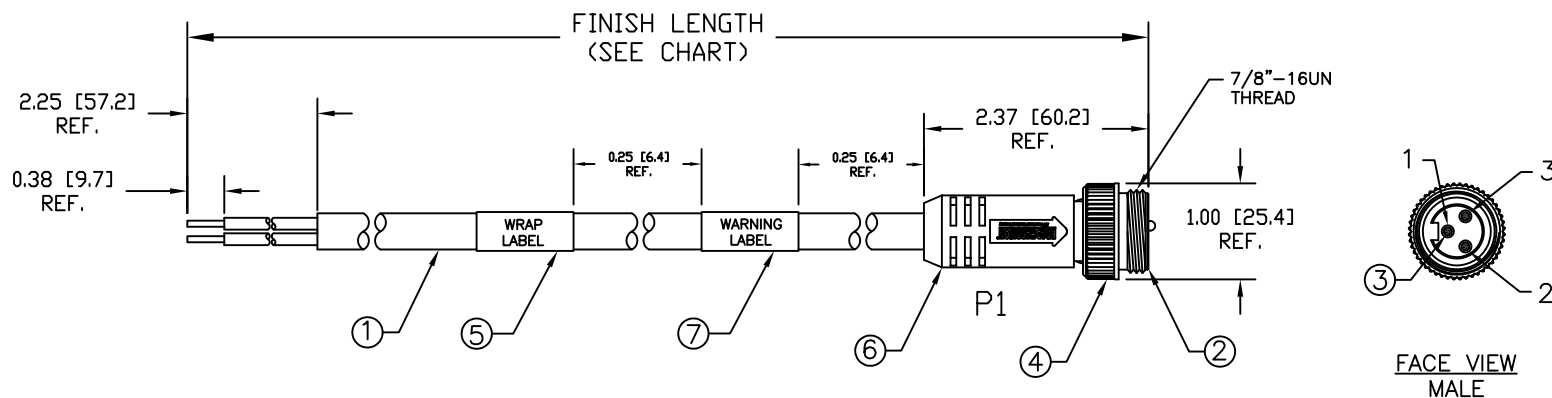 FINISH LENGTH
(SEE CHART)
7/8"-16UN
THREAD
2.25 [57.2]
REF.
2.37 [60.2]
REF.
0.25 [6.4]
REF.
0.25 [6.4]
REF.
0.38 [9.7]
REF.
1
3
1.00 [25.4]
REF.
WRAP
LABEL
WARNING
LABEL
3
2
P1
1
5
7
6
4
2
FACE VIEW
MALE